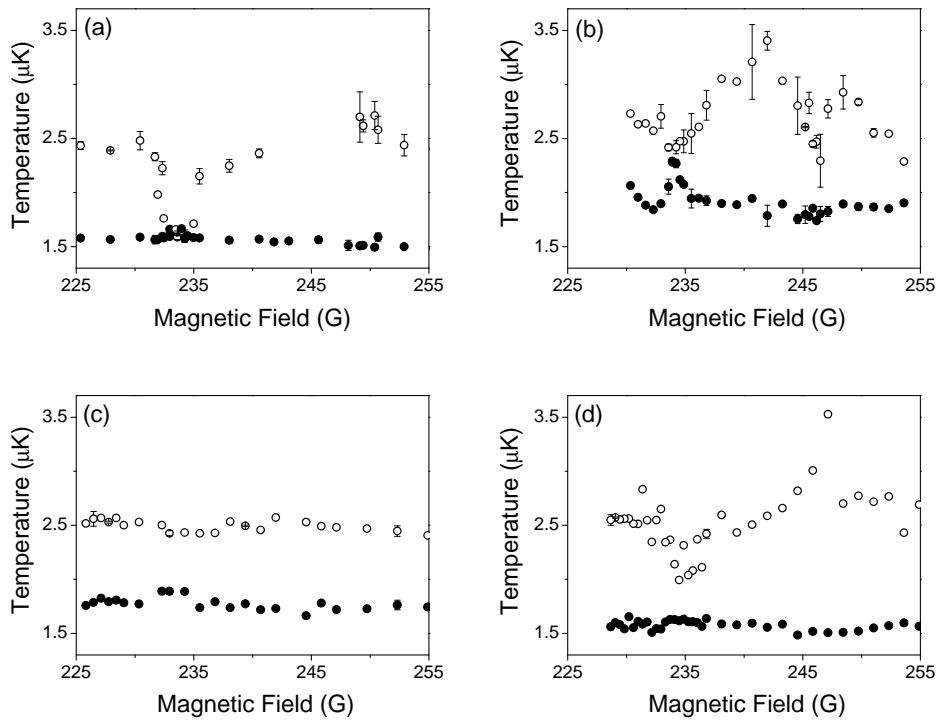 (a)
3.5
2.5
1.5
Temperature (μK)
225 235 245 255
Magnetic Field (G)
(b)
3.5
2.5
1.5
Temperature (μK)
225 235 245 255
Magnetic Field (G)
(c)
3.5
2.5
1.5
Temperature (μK)
225 235 245 255
Magnetic Field (G)
(d)
3.5
2.5
1.5
Temperature (μK)
225 235 245 255
Magnetic Field (G)